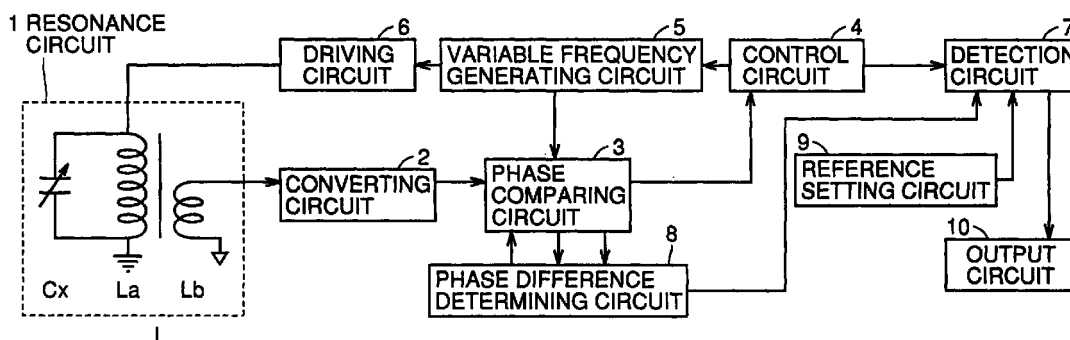 1 RESONANCE
CIRCUIT
6
DRIVING
CIRCUIT
5
VARIABLE FREQUENCY
GENERATING CIRCUIT
4
CONTROL
CIRCUIT
7
DETECTION
CIRCUIT
2
CONVERTING
CIRCUIT
3
PHASE
COMPARING
CIRCUIT
9
REFERENCE
SETTING CIRCUIT
8
PHASE DIFFERENCE
DETERMINING CIRCUIT
10
OUTPUT
CIRCUIT
Cx La Lb